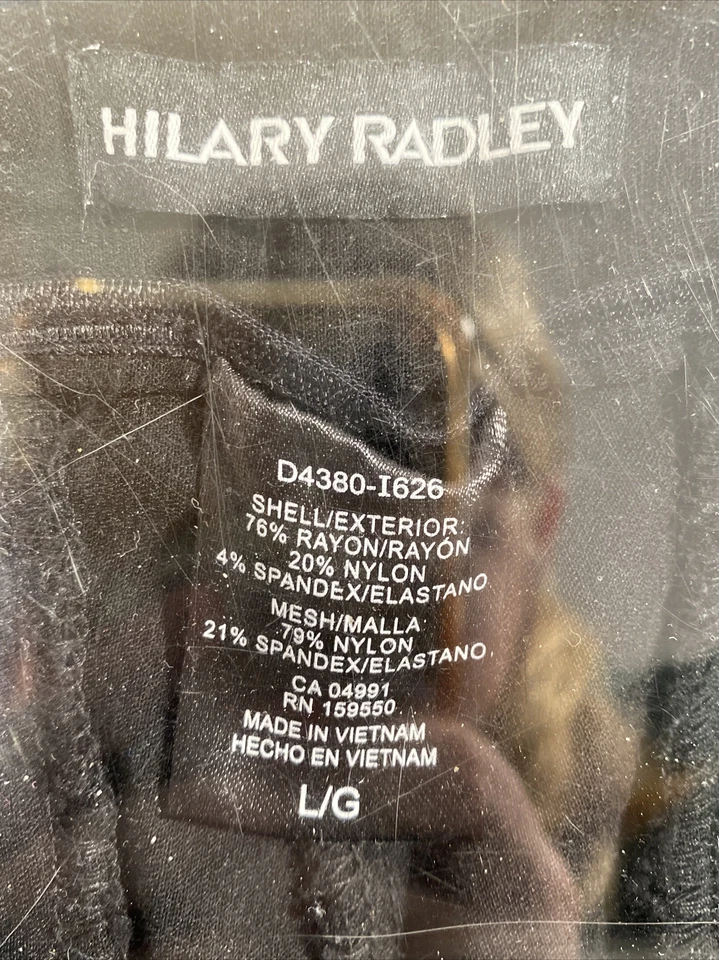 HILARY RADLEY
D4380-I626
SHELL/EXTERIOR:
76% RAYON/RAYÓN
20% NYLON
4% SPANDEX/ELASTANO
MESH/MALLA:
79% NYLON
21% SPANDEX/ELASTANO
CA 04991
RN 159550
MADE IN VIETNAM
HECHO EN VIETNAM
L/G